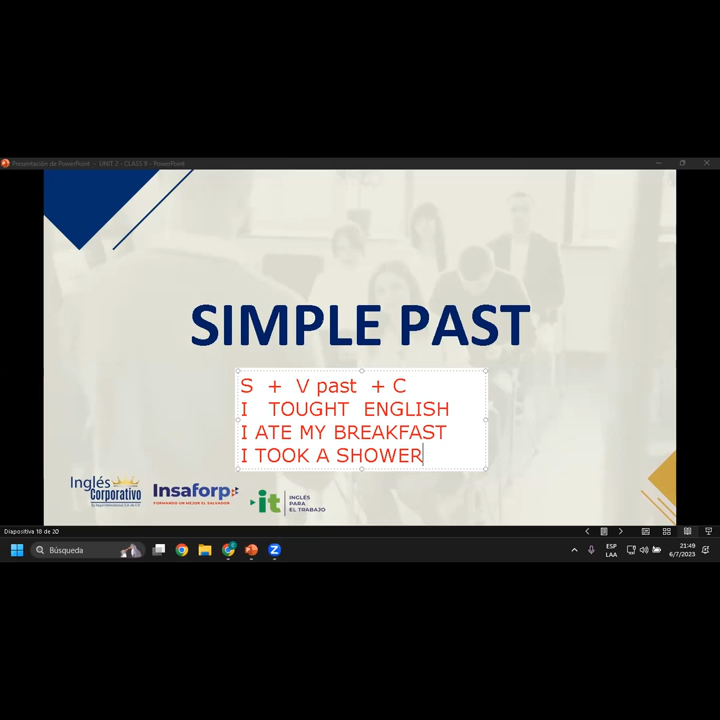 Presentación de PowerPoint - UNIT 2 - CLASS 9 - PowerPoint
SIMPLE PAST
S + V past + C
I TOUGHT ENGLISH
I ATE MY BREAKFAST
I TOOK A SHOWER
Inglés
Corporativo
Insaforp
FORMANDO UN MEJOR EL SALVADOR
it
INGLÉS
PARA
EL TRABAJO
Diapositiva 18 de 20
Búsqueda
ESP
LAA
21:49
6/7/2023